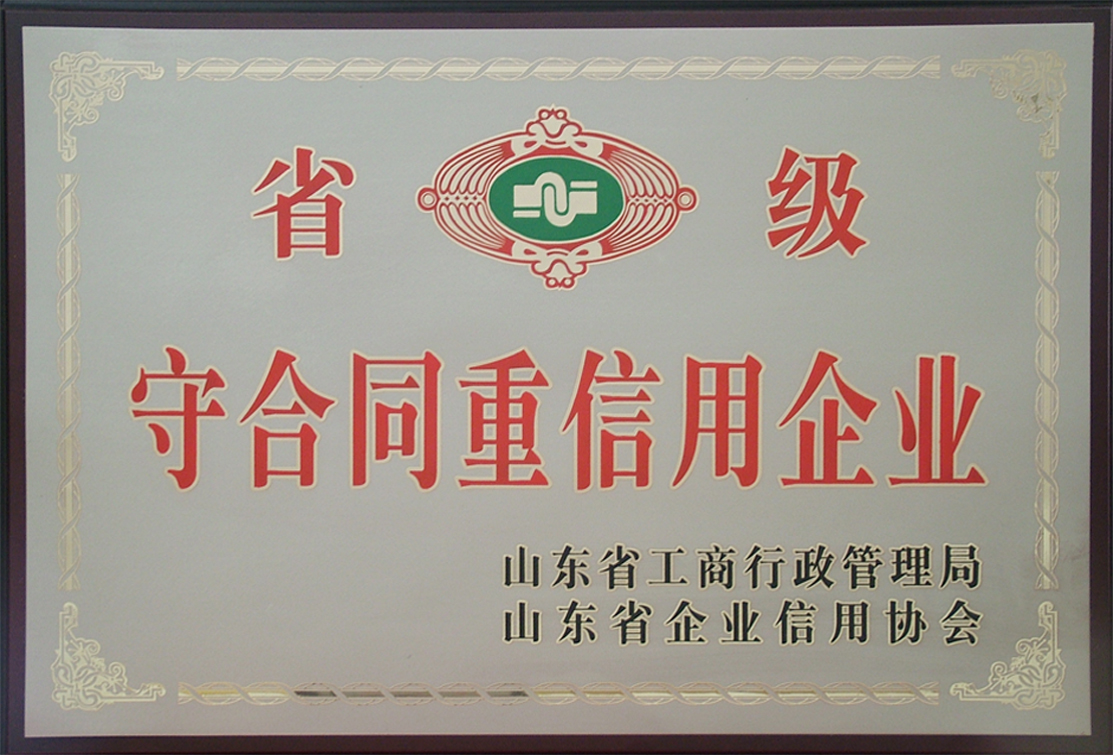 省 级
守合同重信用企业
山东省工商行政管理局
山东省企业信用协会